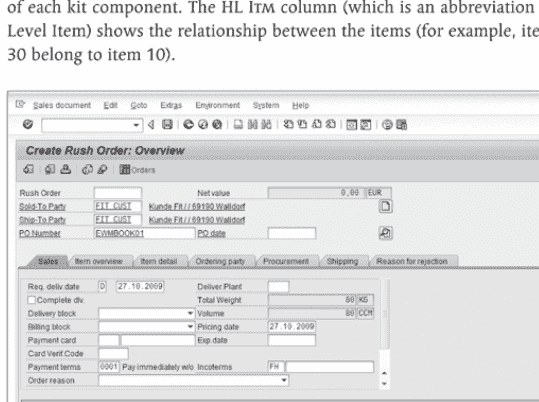 of each kit component. The HL ITM column (which is an abbreviation
Level Item) shows the relationship between the items (for example, ite
30 belong to item 10).
Sales document Edit Goto Extras Environment System Help
Create Rush Order: Overview
Orders
Rush Order Net value 0.00 EUR
Sold-To Party FIT_CUST Kunde Fit / / 69190 Walldorf
Ship-To Party FIT_CUST Kunde Fit / / 69190 Walldorf
PO Number EWMBOOK01 PO date
Sales Item overview Item detail Ordering party Procurement Shipping Reason for rejection
Req. deliv.date D 27.10.2009 Deliver.Plant
Complete dlv. Total Weight 80 KG
Delivery block Volume 80 CCM
Billing block Pricing date 27.10.2009
Payment card Exp.date
Card Verif.Code
Payment terms 0001 Pay immediately w/o Incoterms FH
Order reason